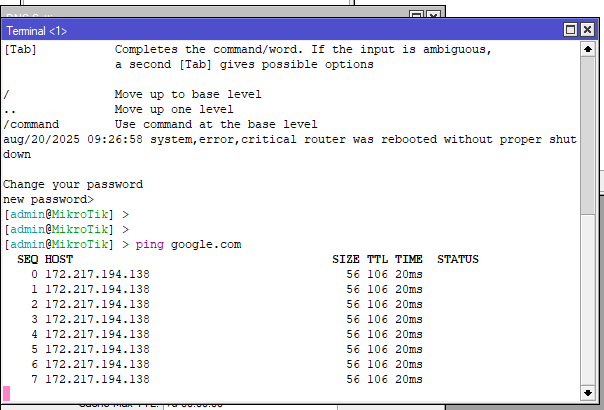 Terminal <1>
[Tab]           Completes the command/word. If the input is ambiguous,
                a second [Tab] gives possible options

/               Move up to base level
..              Move up one level
/command        Use command at the base level
aug/20/2025 09:26:58 system,error,critical router was rebooted without proper shut
down

Change your password
new password>
[admin@MikroTik] >
[admin@MikroTik] >
[admin@MikroTik] > ping google.com
  SEQ HOST                                     SIZE TTL TIME  STATUS
    0 172.217.194.138                            56 106 20ms
    1 172.217.194.138                            56 106 20ms
    2 172.217.194.138                            56 106 20ms
    3 172.217.194.138                            56 106 20ms
    4 172.217.194.138                            56 106 20ms
    5 172.217.194.138                            56 106 20ms
    6 172.217.194.138                            56 106 20ms
    7 172.217.194.138                            56 106 20ms